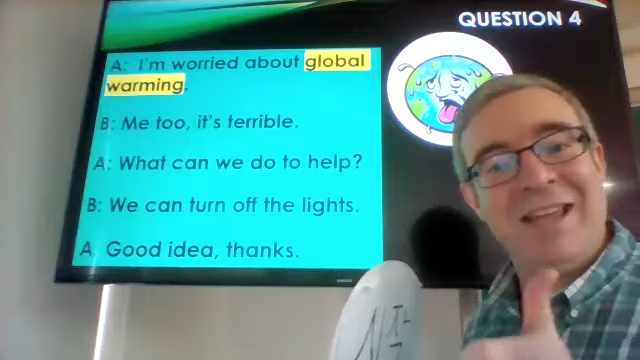 QUESTION 4
A: I'm worried about global
warming.
B: Me too, it's terrible.
A: What can we do to help?
B: We can turn off the lights.
A Good idea, thanks.